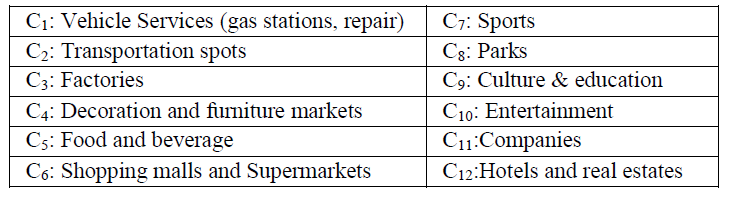 C1: Vehicle Services (gas stations, repair)
C2: Transportation spots
C3: Factories
C4: Decoration and furniture markets
C5: Food and beverage
C6: Shopping malls and Supermarkets
C7: Sports
C8: Parks
C9: Culture & education
C10: Entertainment
C11:Companies
C12:Hotels and real estates